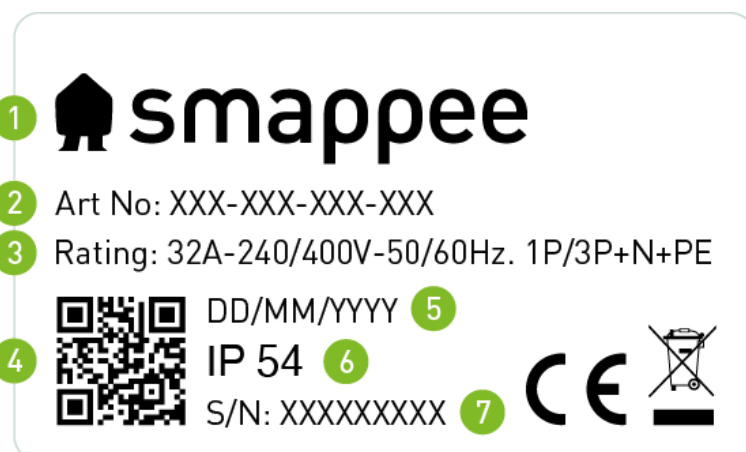 1 smappee
2 Art No: XXX-XXX-XXX-XXX
3 Rating: 32A-240/400V-50/60Hz. 1P/3P+N+PE
DD/MM/YYYY 5
4 IP 54 6
S/N: XXXXXXXXX 7
CE